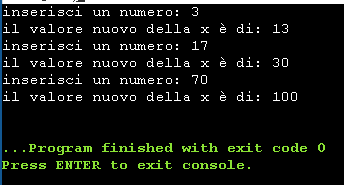 inserisci un numero: 3
il valore nuovo della x è di: 13
inserisci un numero: 17
il valore nuovo della x è di: 30
inserisci un numero: 70
il valore nuovo della x è di: 100
...Program finished with exit code 0
Press ENTER to exit console.